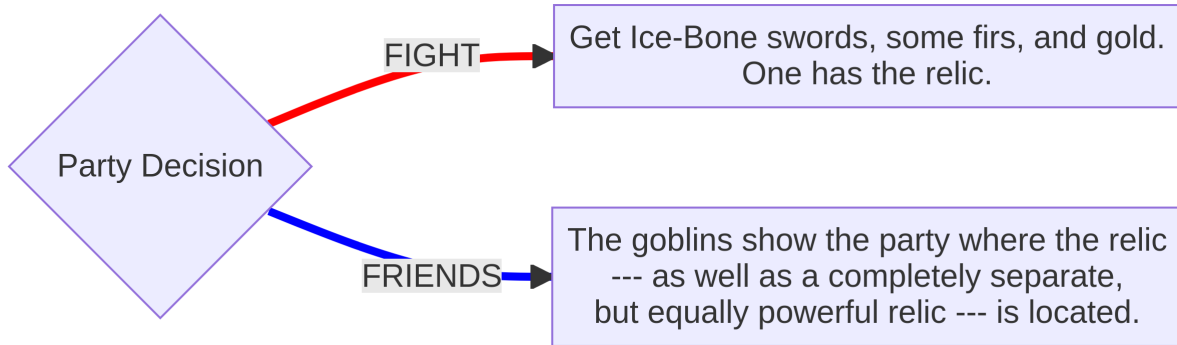 Party Decision
FIGHT
Get Ice-Bone swords, some firs, and gold.
One has the relic.
FRIENDS
The goblins show the party where the relic
--- as well as a completely separate,
but equally powerful relic --- is located.